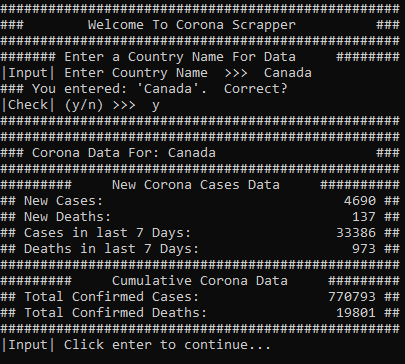 ##################################################
###        Welcome To Corona Scrapper          ###
##################################################
####### Enter a Country Name For Data     ########
|Input| Enter Country Name  >>>  Canada
### You entered: 'Canada'.  Correct?
|Check| (y/n) >>>  y
##################################################
##################################################
### Corona Data For: Canada                    ###
##################################################
#########     New Corona Cases Data     ##########
## New Cases:                              4690 ##
## New Deaths:                              137 ##
## Cases in last 7 Days:                  33386 ##
## Deaths in last 7 Days:                   973 ##
##################################################
#########     Cumulative Corona Data     #########
## Total Confirmed Cases:                770793 ##
## Total Confirmed Deaths:                19801 ##
##################################################
|Input| Click enter to continue...